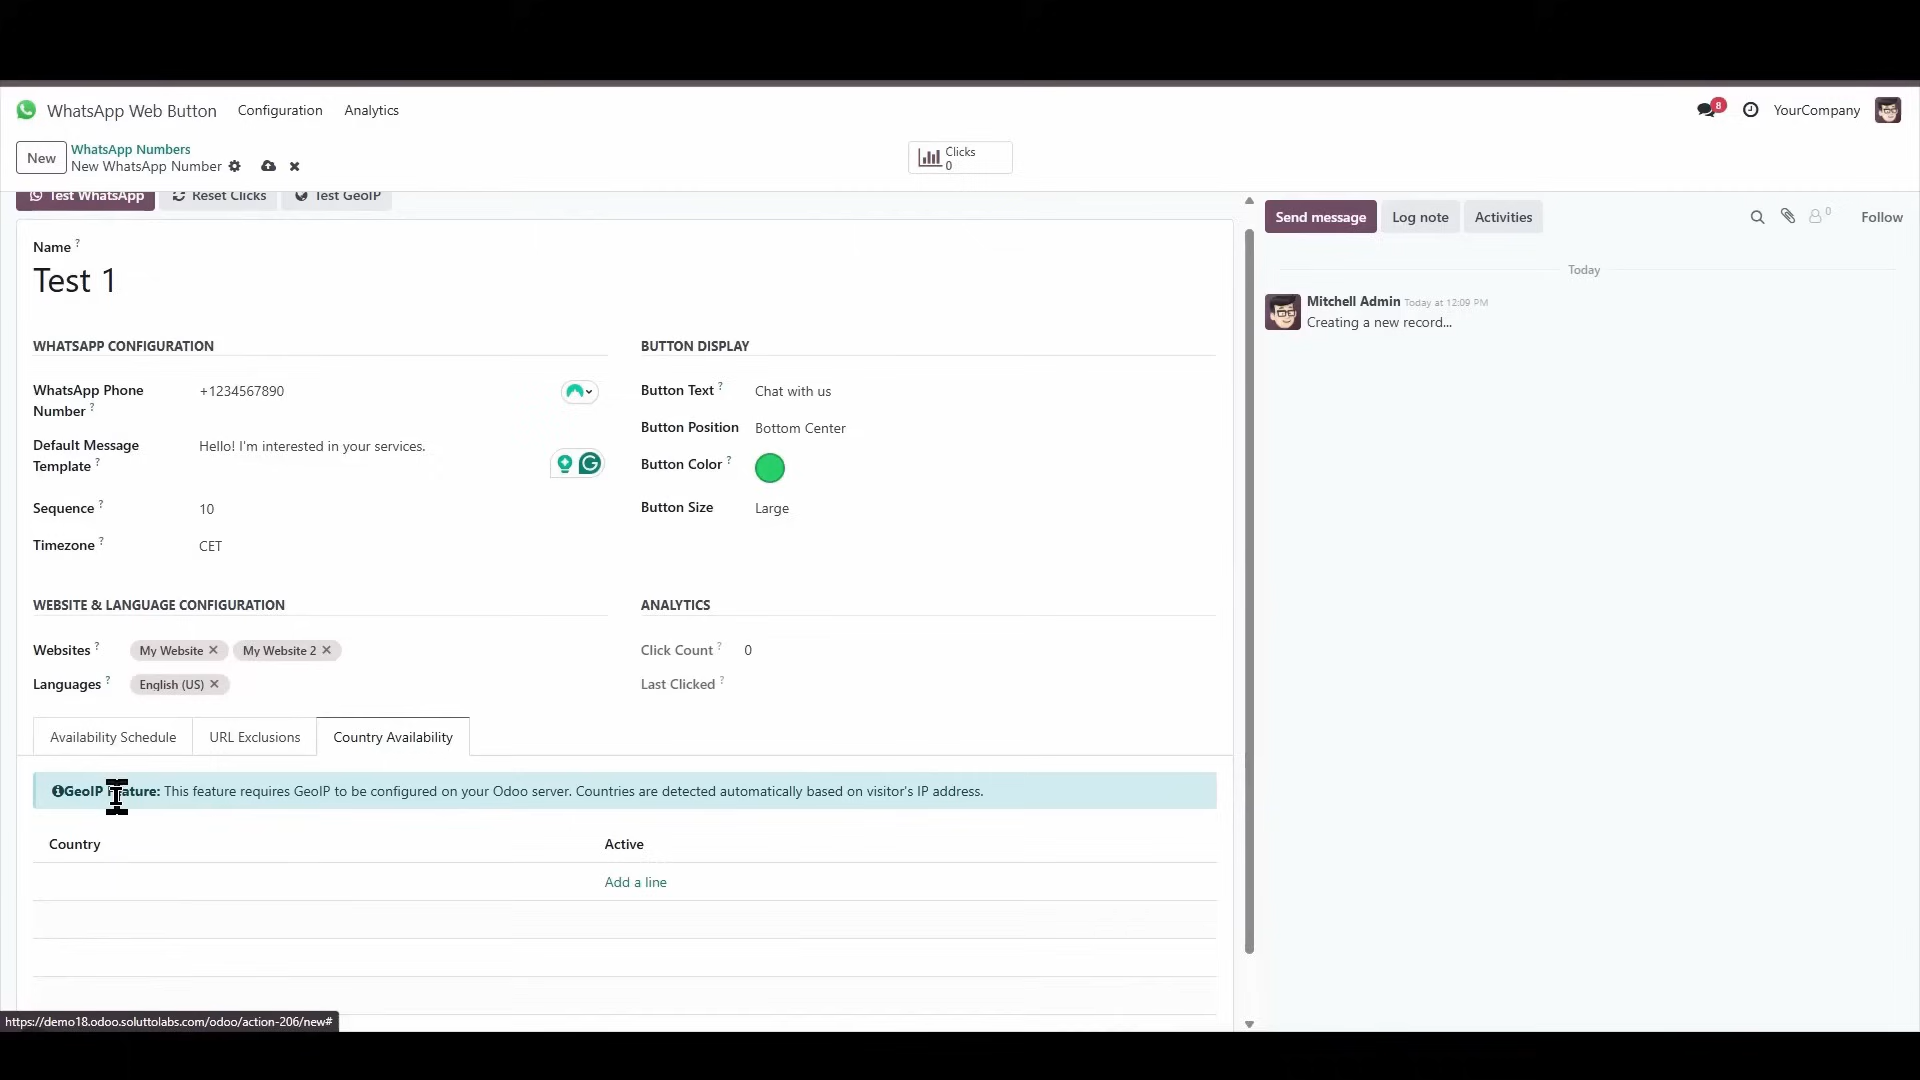 WhatsApp Web Button Configuration Analytics 8 YourCompany
New WhatsApp Numbers
New WhatsApp Number
Clicks
0
Test WhatsApp Reset Clicks Test GeoIP
Send message Log note Activities 0 Follow
Name ?
Test 1
Today
Mitchell Admin Today at 12:09 PM
Creating a new record...
WHATSAPP CONFIGURATION
WhatsApp Phone Number ? +1234567890
Default Message Template ? Hello! I'm interested in your services.
Sequence ? 10
Timezone ? CET
BUTTON DISPLAY
Button Text ? Chat with us
Button Position Bottom Center
Button Color ?
Button Size Large
WEBSITE & LANGUAGE CONFIGURATION
Websites ? My Website ✕ My Website 2 ✕
Languages ? English (US) ✕
ANALYTICS
Click Count ? 0
Last Clicked ?
Availability Schedule URL Exclusions Country Availability
GeoIP Feature: This feature requires GeoIP to be configured on your Odoo server. Countries are detected automatically based on visitor's IP address.
Country Active
Add a line
https://demo18.odoo.soluttolabs.com/odoo/action-206/new#